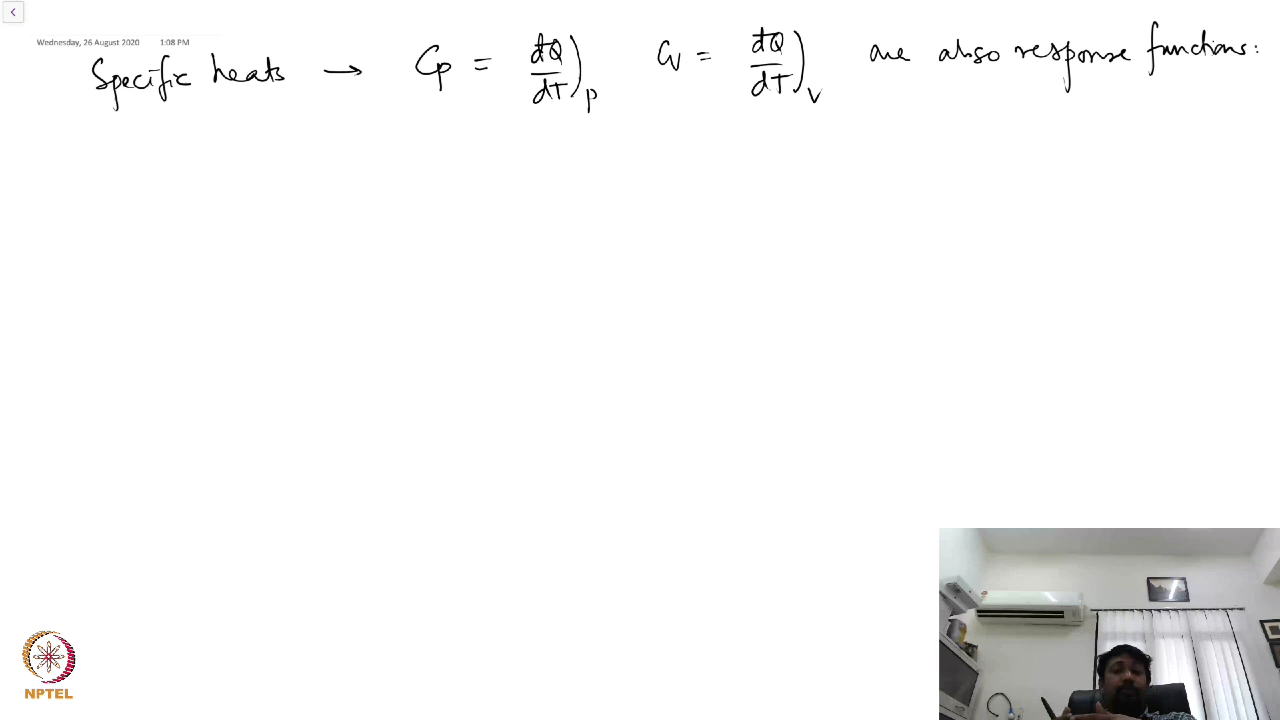 Wednesday, 26 August 2020 1:08 PM
Specific heats → Cp = đQ/dT)p Cv = đQ/dT)v are also response functions:
NPTEL